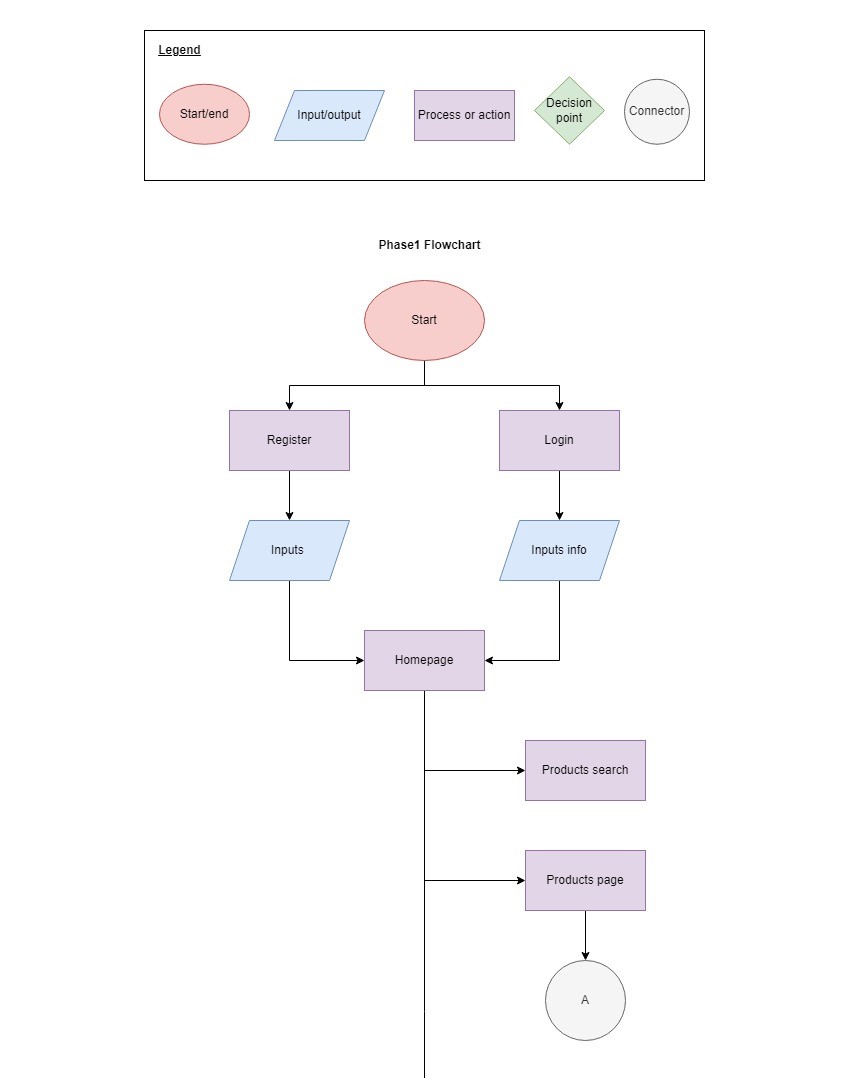 Legend
Start/end
Input/output
Process or action
Decision
point
Connector
Phase1 Flowchart
Start
Register
Login
Inputs
Inputs info
Homepage
Products search
Products page
A